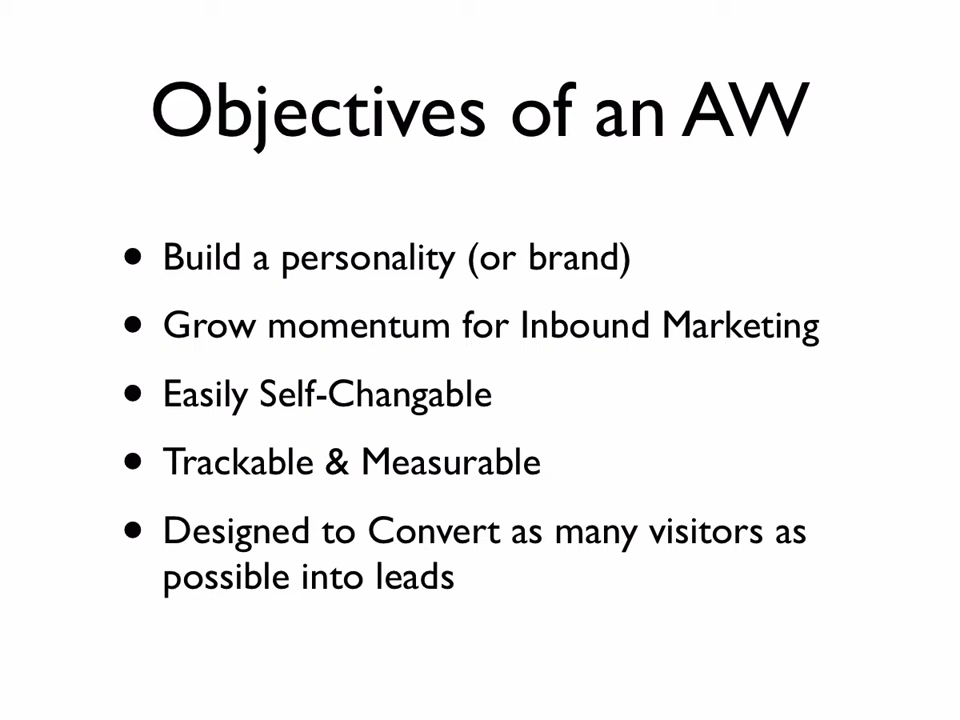 Objectives of an AW
• Build a personality (or brand)
• Grow momentum for Inbound Marketing
• Easily Self-Changable
• Trackable & Measurable
• Designed to Convert as many visitors as
possible into leads